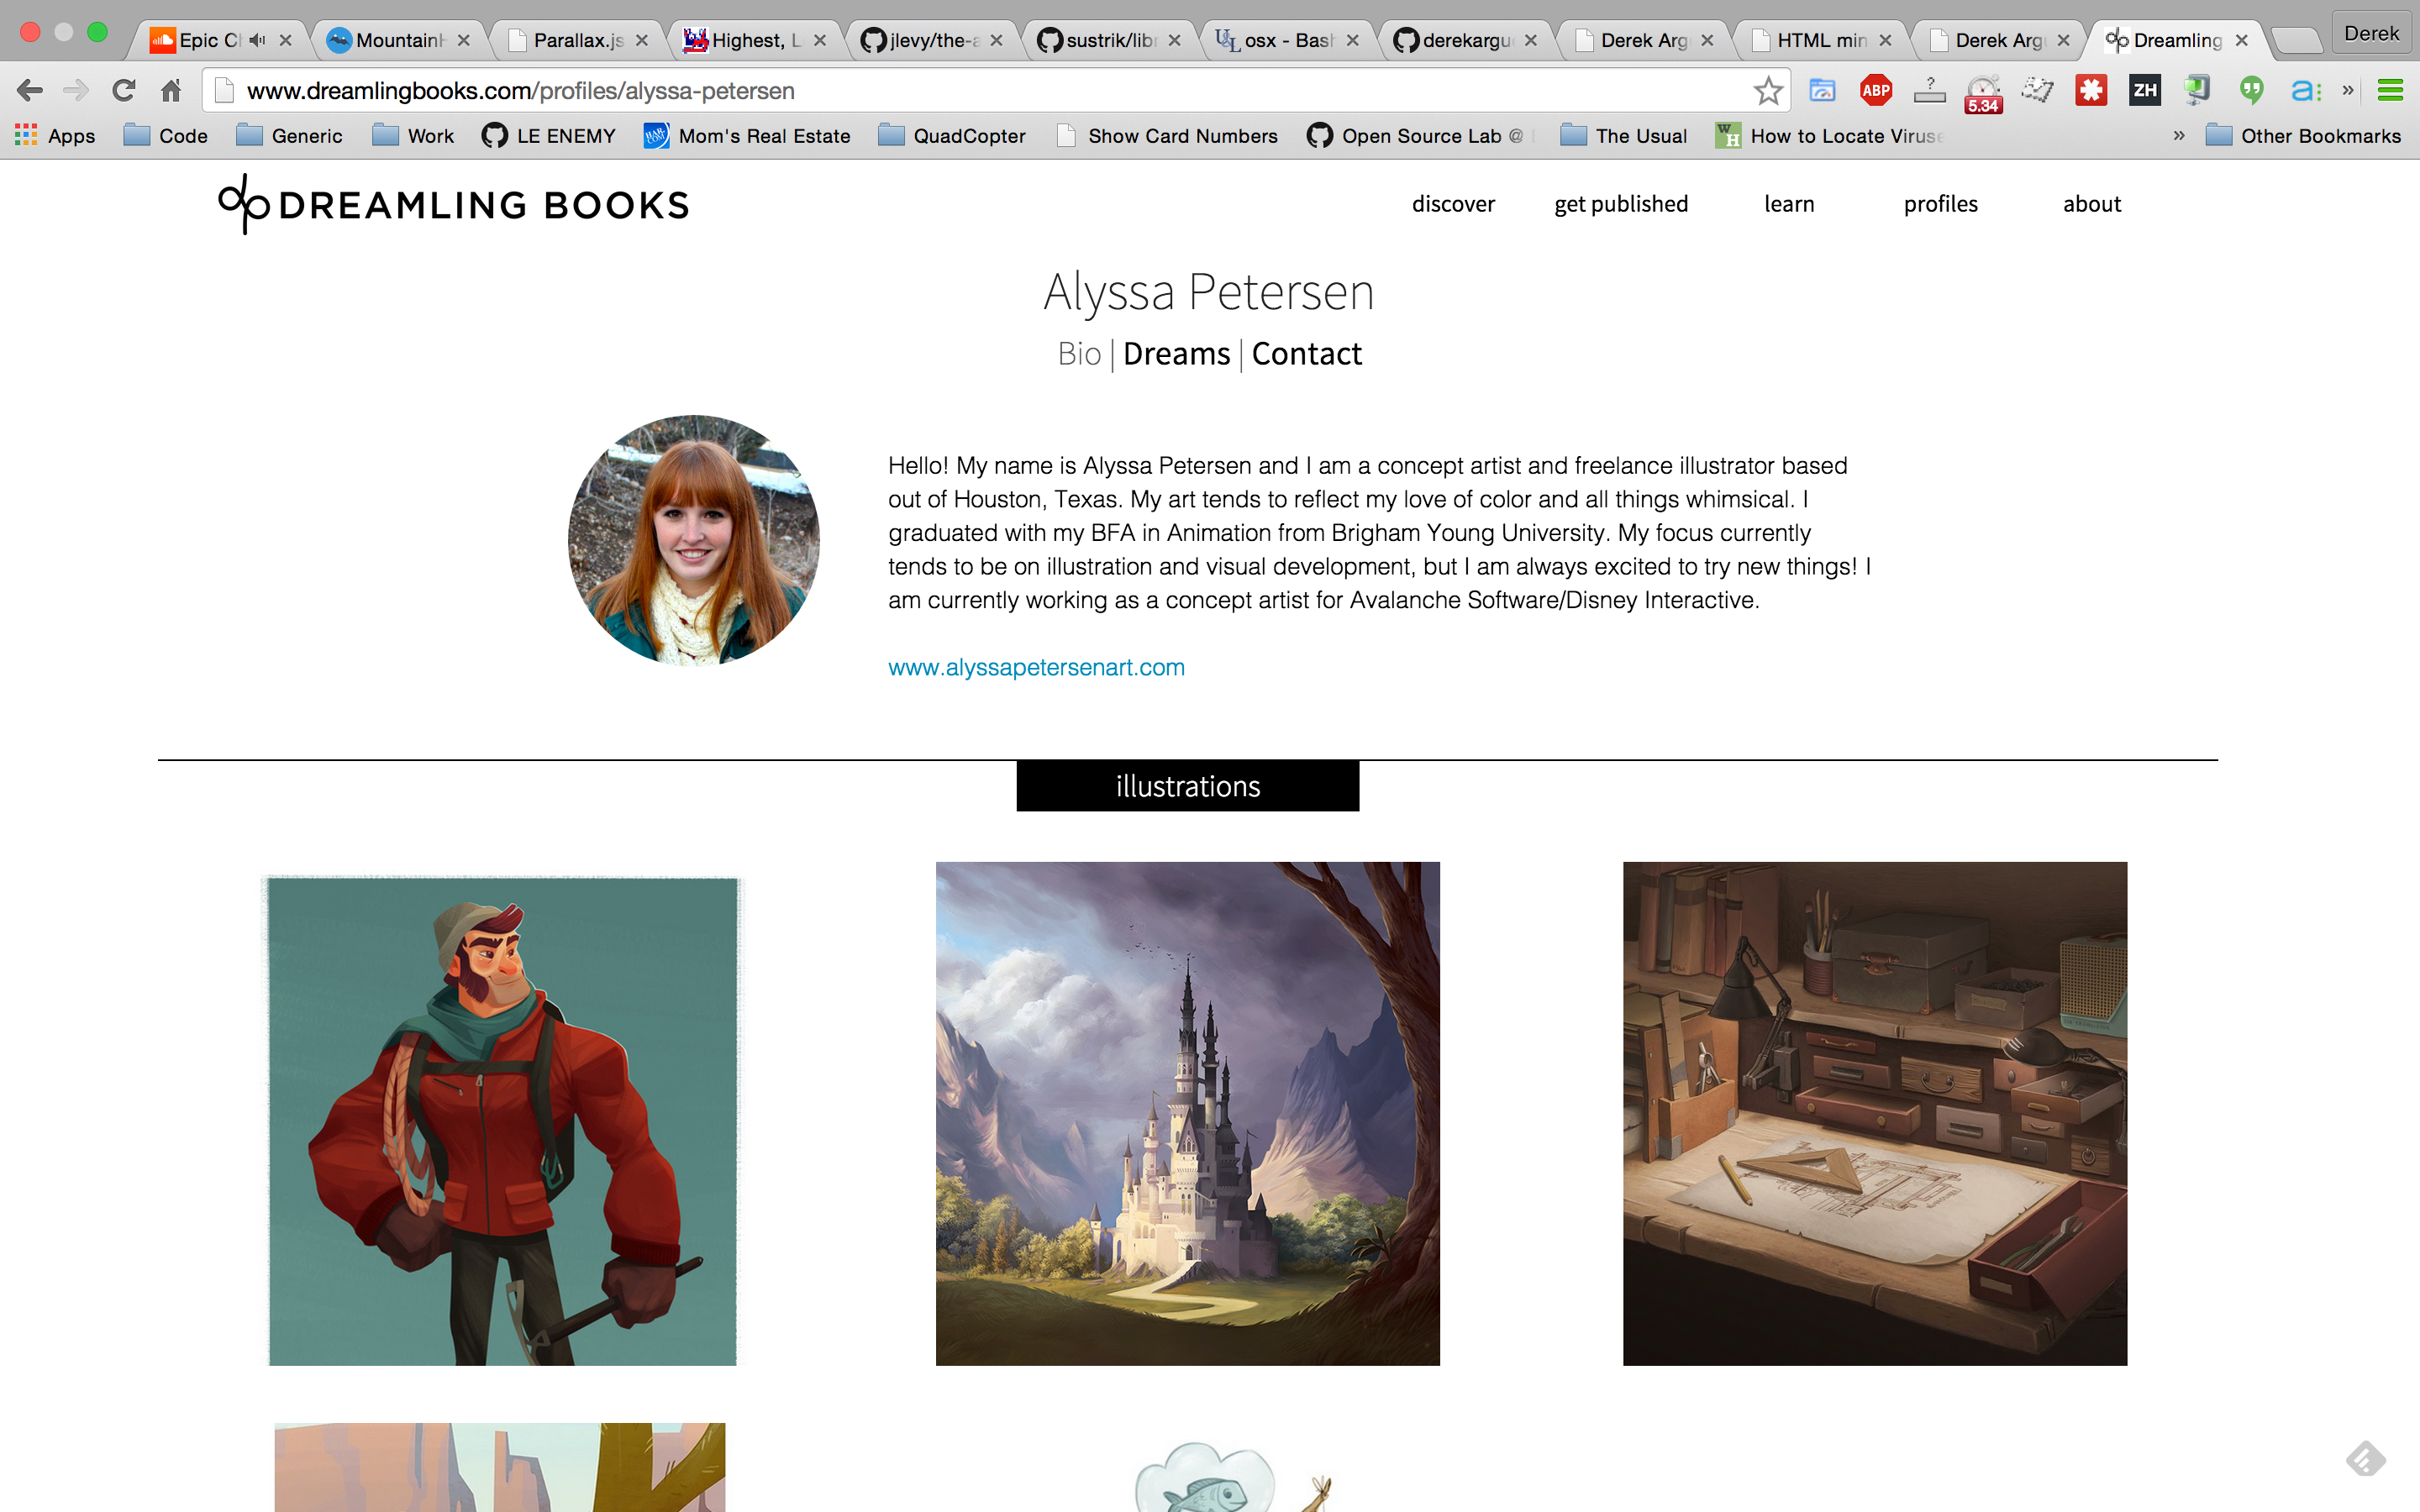 Epic C
Mountain
Parallax.js
Highest, L
jlevy/the-a
sustrik/lib
osx - Bash
derekargu
Derek Arg
HTML min
Derek Arg
Dreamling
Derek
www.dreamlingbooks.com/profiles/alyssa-petersen
ABP
?
5.34
ZH
a:
»
Apps
Code
Generic
Work
LE ENEMY
Mom's Real Estate
QuadCopter
Show Card Numbers
Open Source Lab @
The Usual
How to Locate Viruse
»
Other Bookmarks
DREAMLING BOOKS
discover
get published
learn
profiles
about
Alyssa Petersen
Bio | Dreams | Contact
Hello! My name is Alyssa Petersen and I am a concept artist and freelance illustrator based
out of Houston, Texas. My art tends to reflect my love of color and all things whimsical. I
graduated with my BFA in Animation from Brigham Young University. My focus currently
tends to be on illustration and visual development, but I am always excited to try new things! I
am currently working as a concept artist for Avalanche Software/Disney Interactive.
www.alyssapetersenart.com
illustrations